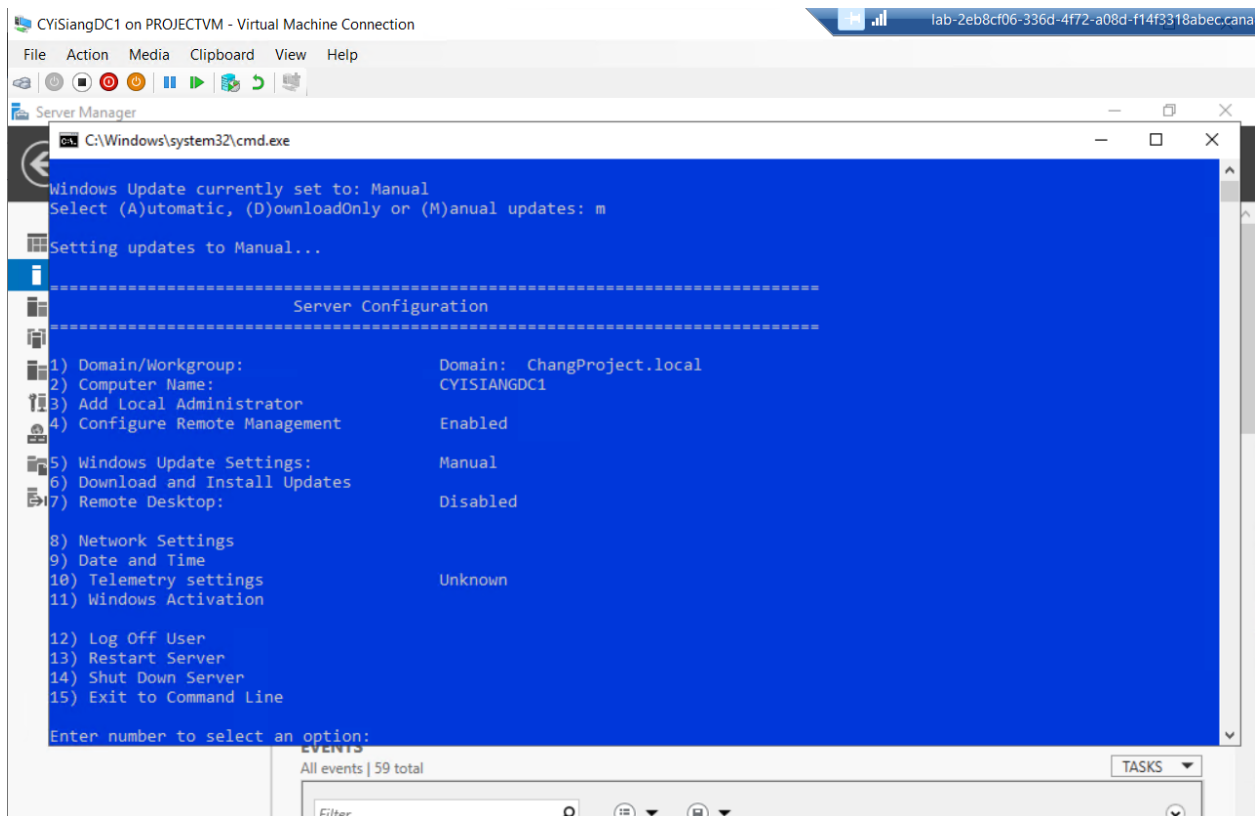 CYiSiangDC1 on PROJECTVM - Virtual Machine Connection
lab-2eb8cf06-336d-4f72-a08d-f14f3318abec.cana
File Action Media Clipboard View Help
Server Manager
C:\Windows\system32\cmd.exe
Windows Update currently set to: Manual
Select (A)utomatic, (D)ownloadOnly or (M)anual updates: m
Setting updates to Manual...
===============================================================================
Server Configuration
===============================================================================
1) Domain/Workgroup: Domain: ChangProject.local
2) Computer Name: CYISIANGDC1
3) Add Local Administrator
4) Configure Remote Management Enabled
5) Windows Update Settings: Manual
6) Download and Install Updates
7) Remote Desktop: Disabled
8) Network Settings
9) Date and Time
10) Telemetry settings Unknown
11) Windows Activation
12) Log Off User
13) Restart Server
14) Shut Down Server
15) Exit to Command Line
Enter number to select an option:
EVENTS
All events | 59 total
TASKS
Filter